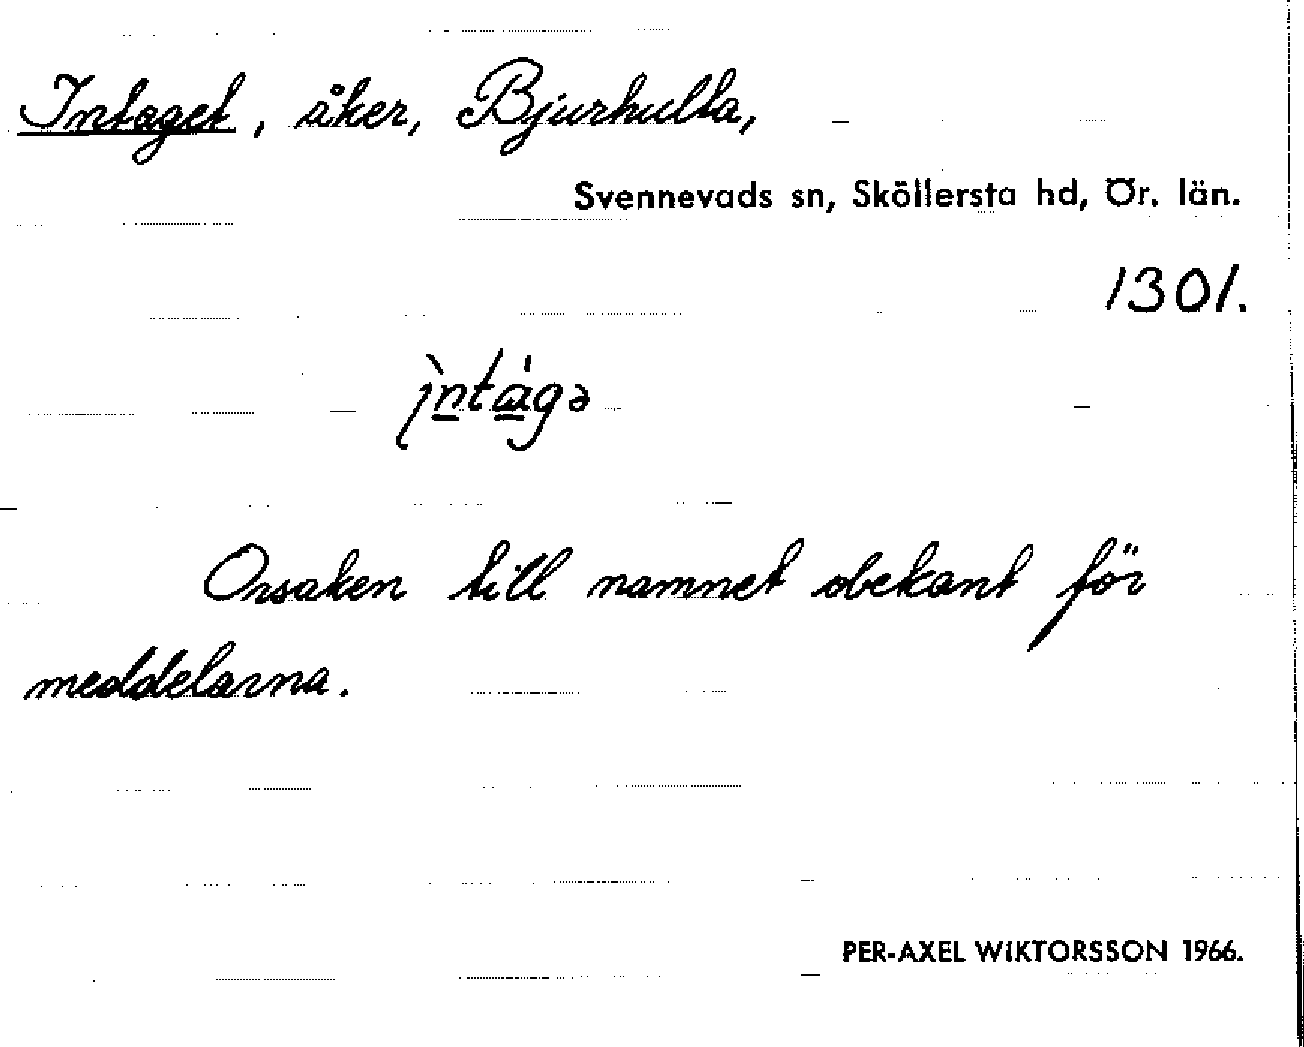 Intaget, åker, Bjurhulta,
Svennevads sn, Sköllersta hd, Ör. län.
1301.
ìntágə
Orsaken till namnet obekant för
meddelarna.
PER-AXEL WIKTORSSON 1966.